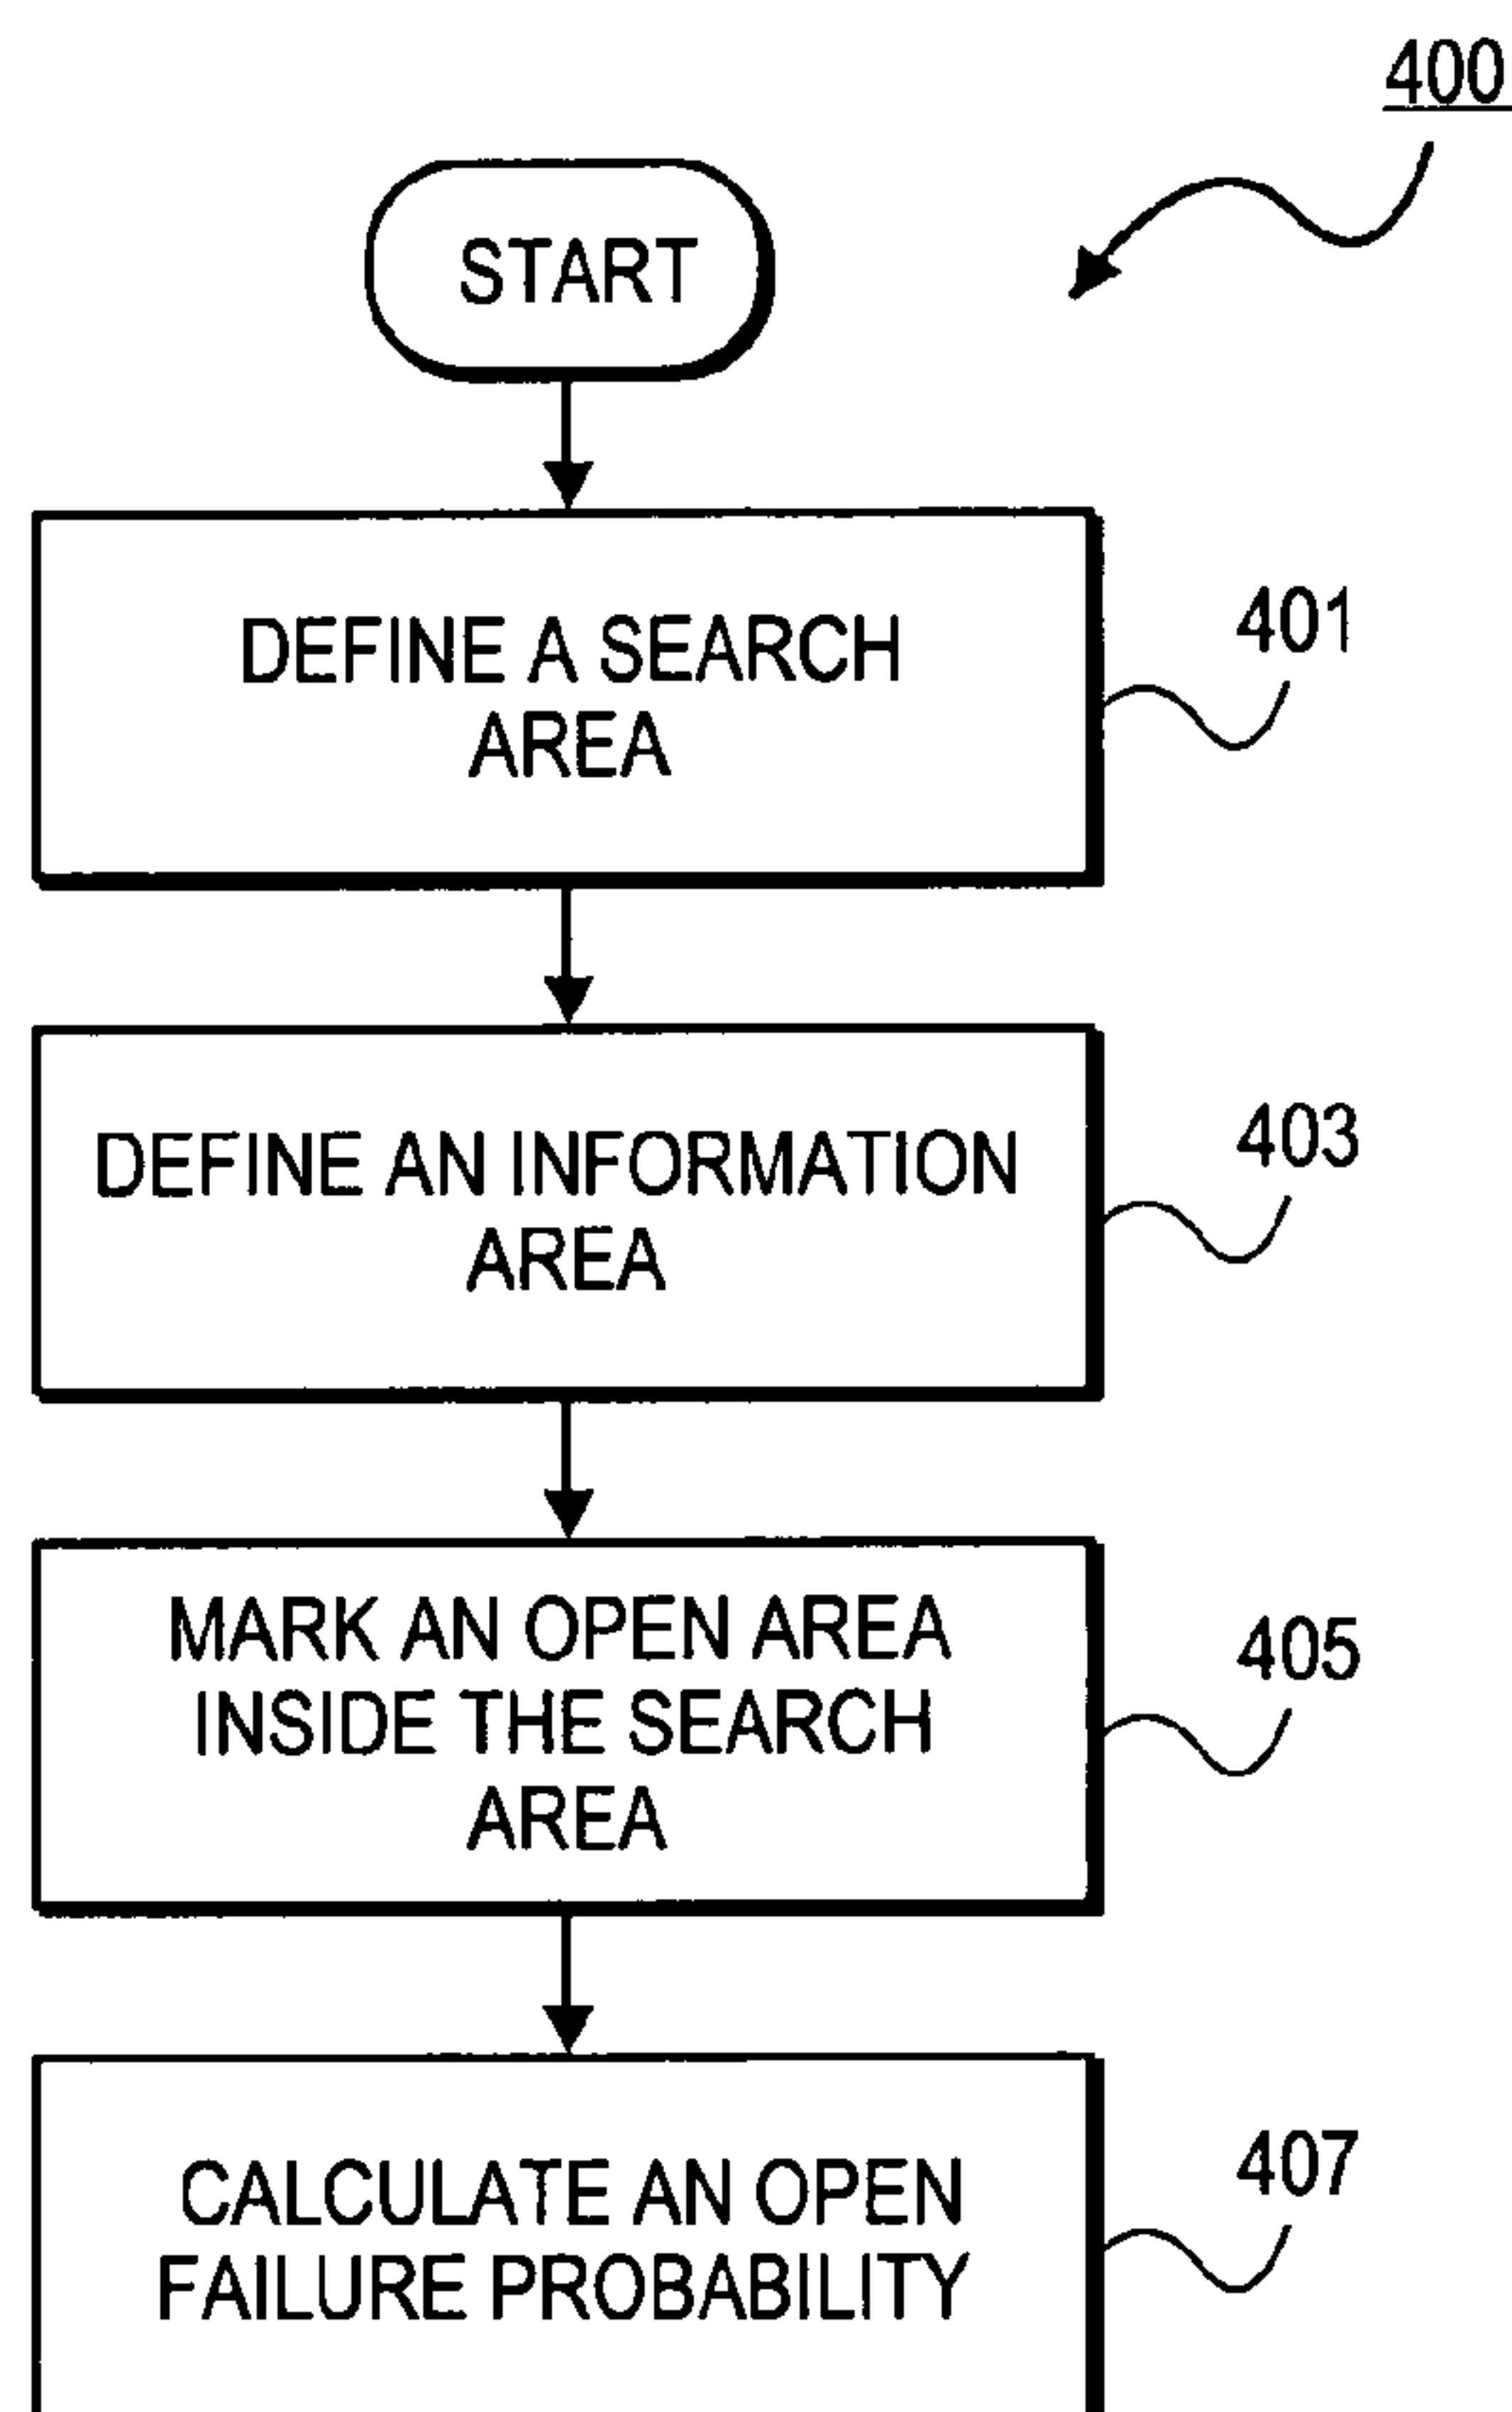 400
START
DEFINE A SEARCH
AREA
401
DEFINE AN INFORMATION
AREA
403
MARK AN OPEN AREA
INSIDE THE SEARCH
AREA
405
CALCULATE AN OPEN
FAILURE PROBABILITY
407